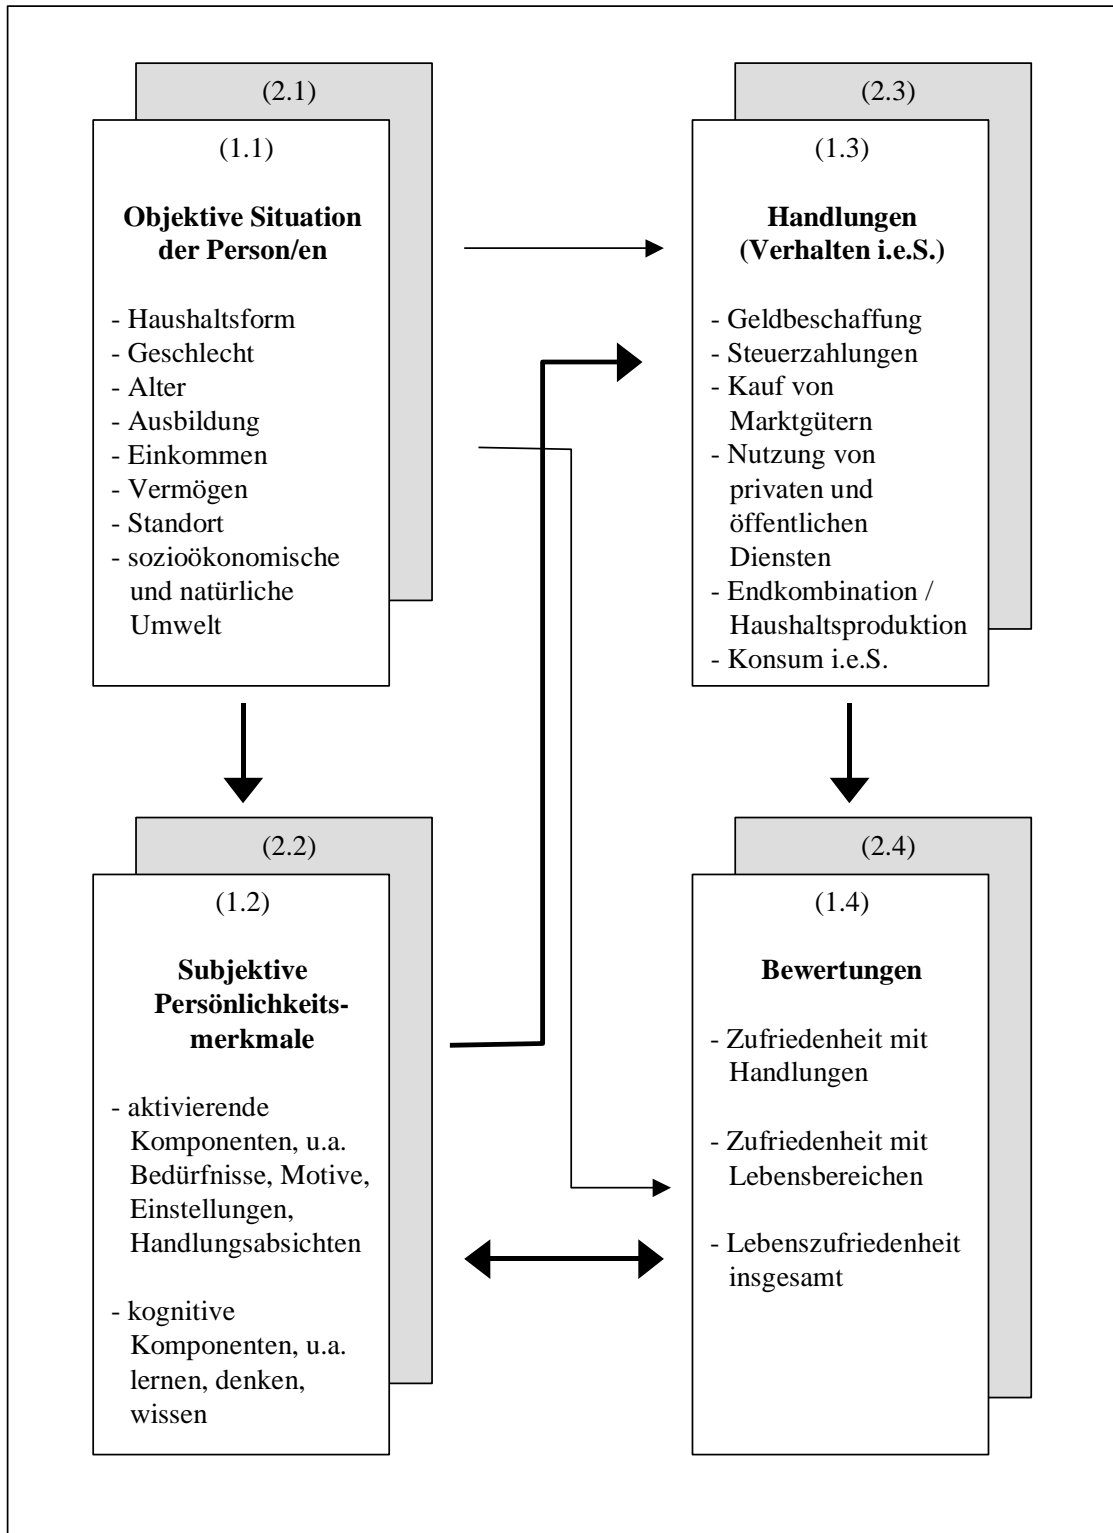 (2.1)
(1.1)
Objektive Situation
der Person/en
- Haushaltsform
- Geschlecht
- Alter
- Ausbildung
- Einkommen
- Vermögen
- Standort
- sozioökonomische
und natürliche
Umwelt
(2.3)
(1.3)
Handlungen
(Verhalten i.e.S.)
- Geldbeschaffung
- Steuerzahlungen
- Kauf von
Marktgütern
- Nutzung von
privaten und
öffentlichen
Diensten
- Endkombination /
Haushaltsproduktion
- Konsum i.e.S.
(2.2)
(1.2)
Subjektive
Persönlichkeits-
merkmale
- aktivierende
Komponenten, u.a.
Bedürfnisse, Motive,
Einstellungen,
Handlungsabsichten
- kognitive
Komponenten, u.a.
lernen, denken,
wissen
(2.4)
(1.4)
Bewertungen
- Zufriedenheit mit
Handlungen
- Zufriedenheit mit
Lebensbereichen
- Lebenszufriedenheit
insgesamt